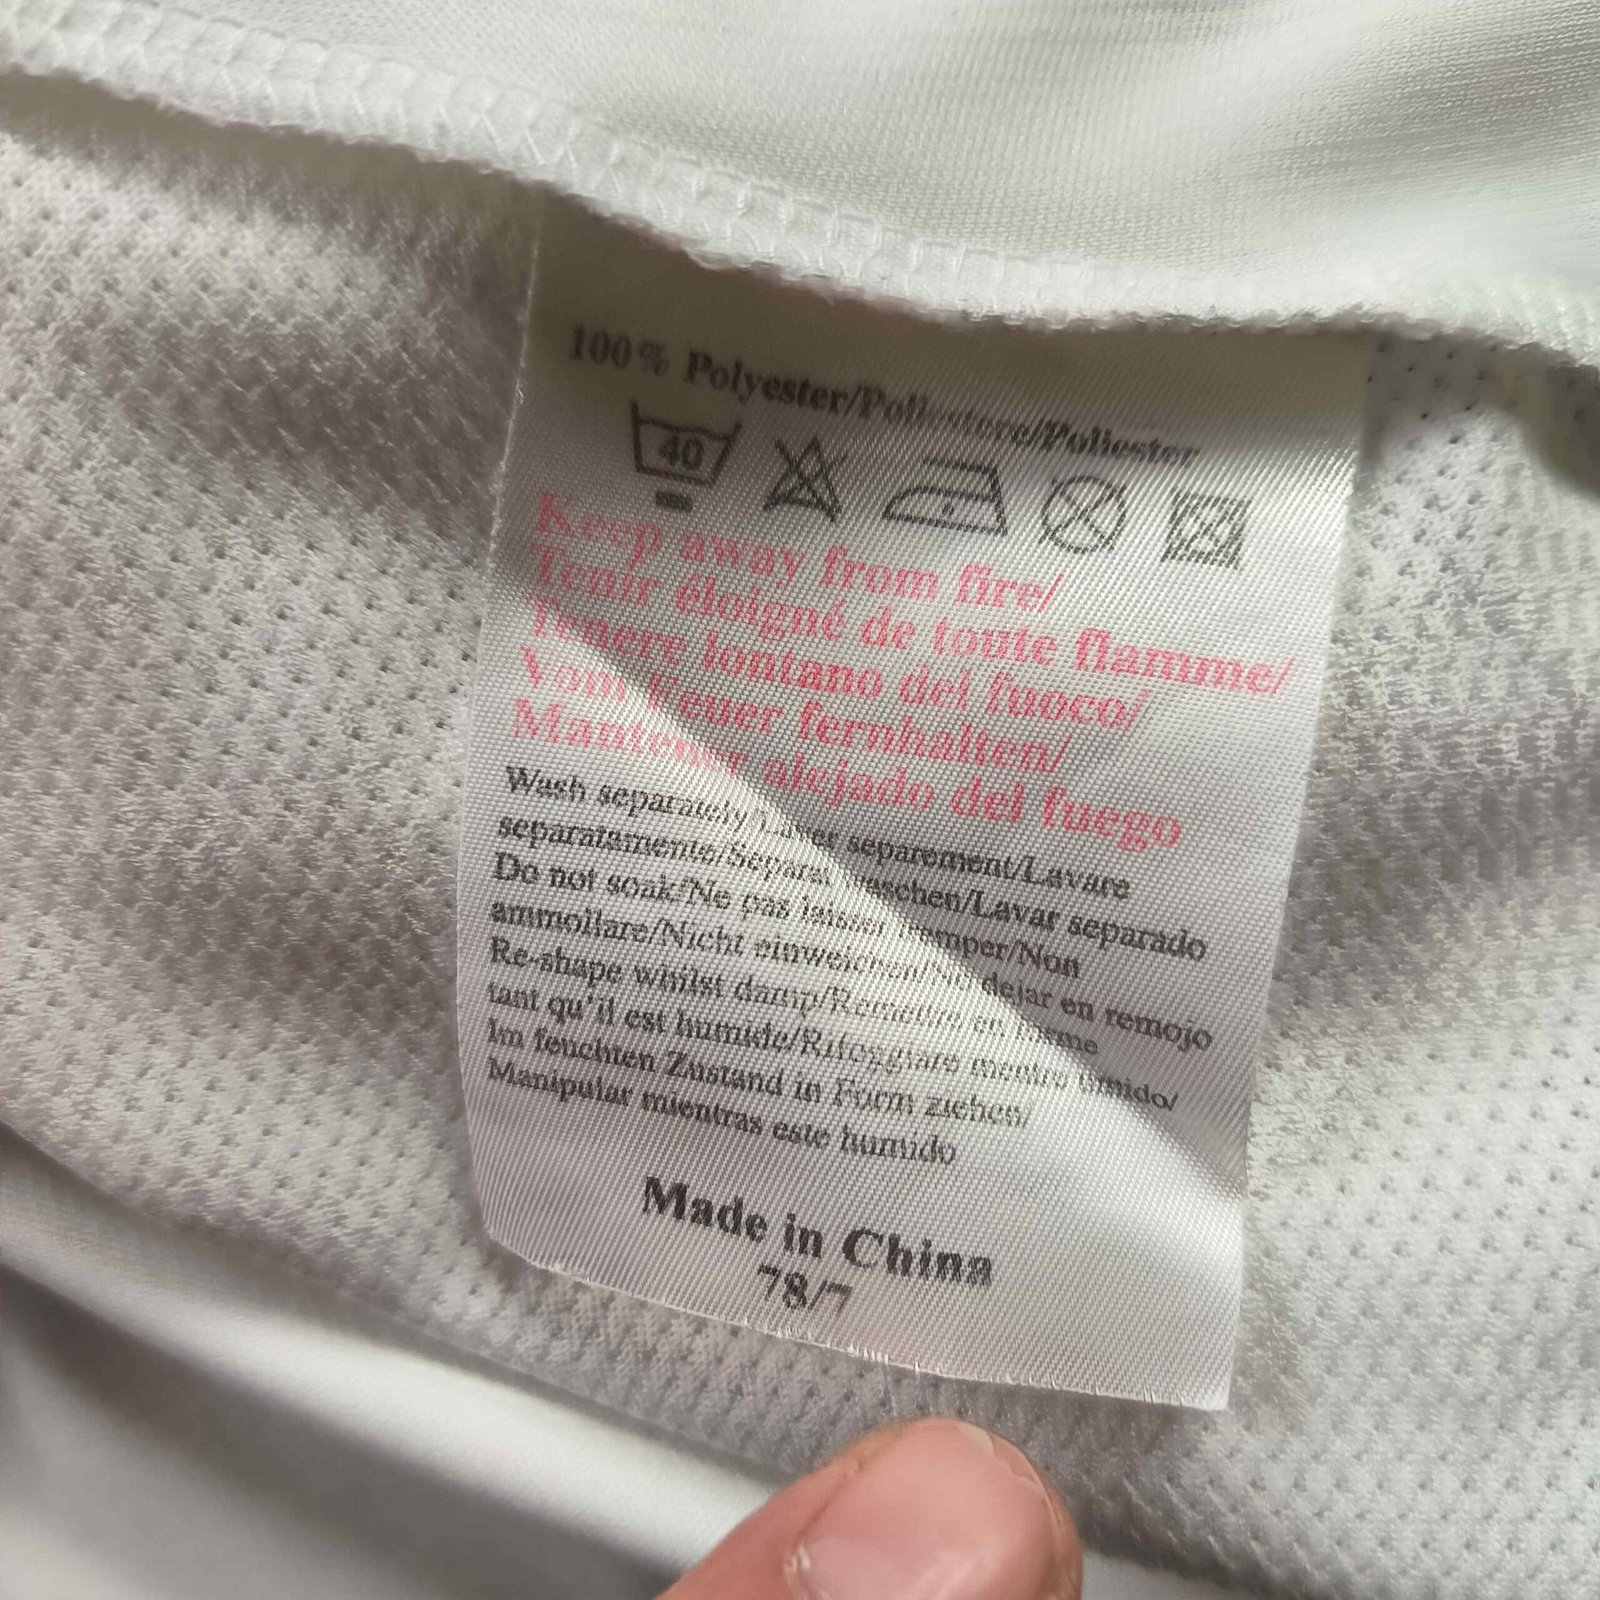 100% Polyester/Poliestere/Poliester
40
Keep away from fire/
Tenir éloigné de toute flamme/
Tenere lontano del fuoco/
Vom Feuer fernhalten/
Mantener alejado del fuego
Wash separately/Laver separement/Lavare
separatamente/Separat waschen/Lavar separado
Do not soak/Ne pas laisser tramper/Non
ammollare/Nicht einweichen/No dejar en remojo
Re-shape whilst damp/Remettre en forme
tant qu'il est humide/Rifoggiare mentre umido/
Im feuchten Zustand in Form ziehen/
Manipular mientras este humido
Made in China
78/7